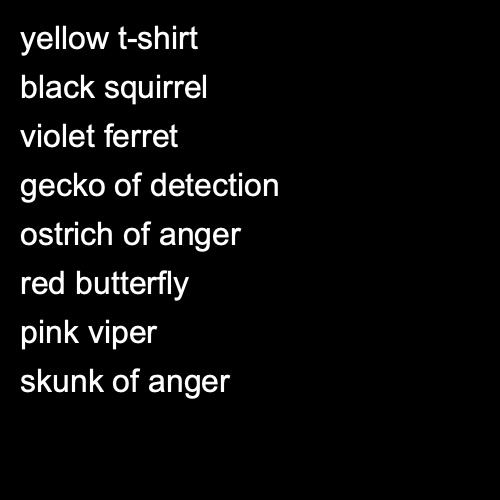 yellow t-shirt
black squirrel
violet ferret
gecko of detection
ostrich of anger
red butterfly
pink viper
skunk of anger